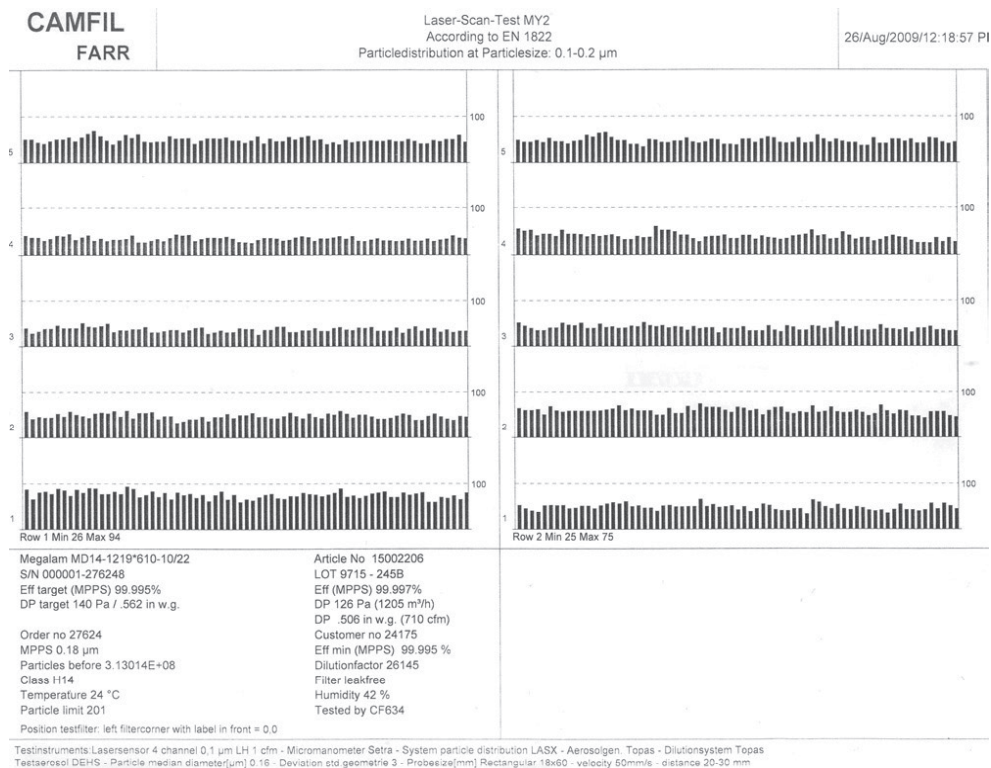 CAMFIL
FARR
Laser-Scan-Test MY2
According to EN 1822
Particledistribution at Particlesize: 0.1-0.2 µm
26/Aug/2009/12:18:57
100
5
100
4
100
3
100
2
100
1
Row 1 Min 26 Max 94
100
5
100
4
100
3
100
2
100
1
Row 2 Min 25 Max 75
Megalam MD14-1219*610-10/22
S/N 000001-276248
Eff target (MPPS) 99.995%
DP target 140 Pa / .562 in w.g.
Order no 27624
MPPS 0.18 µm
Particles before 3.13014E+08
Class H14
Temperature 24 °C
Particle limit 201
Article No 15002206
LOT 9715 - 245B
Eff (MPPS) 99.997%
DP 126 Pa (1205 m³/h)
DP .506 in w.g. (710 cfm)
Customer no 24175
Eff min (MPPS) 99.995 %
Dilutionfactor 26145
Filter leakfree
Humidity 42 %
Tested by CF634
Position testfilter: left filtercorner with label in front = 0,0
Testinstruments:Lasersensor 4 channel 0,1 µm LH 1 cfm - Micromanometer Setra - System particle distribution LASX - Aerosolgen. Topas - Dilutionsystem Topas
Testaerosol DEHS - Particle median diameter[um] 0.16 - Deviation std.geometrie 3 - Probesize[mm] Rectangular 18x60 - velocity 50mm/s - distance 20-30 mm